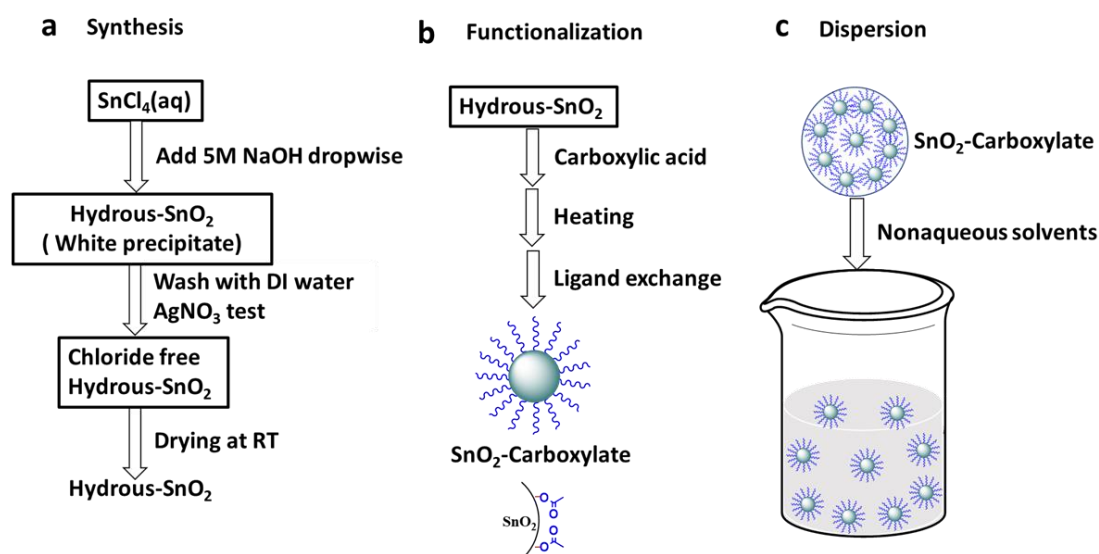 a Synthesis
SnCl₄(aq)
Add 5M NaOH dropwise
Hydrous-SnO₂
( White precipitate)
Wash with DI water
AgNO₃ test
Chloride free
Hydrous-SnO₂
Drying at RT
Hydrous-SnO₂
b Functionalization
Hydrous-SnO₂
Carboxylic acid
Heating
Ligand exchange
SnO₂-Carboxylate
SnO₂
O
O
O
O
c Dispersion
SnO₂-Carboxylate
Nonaqueous solvents